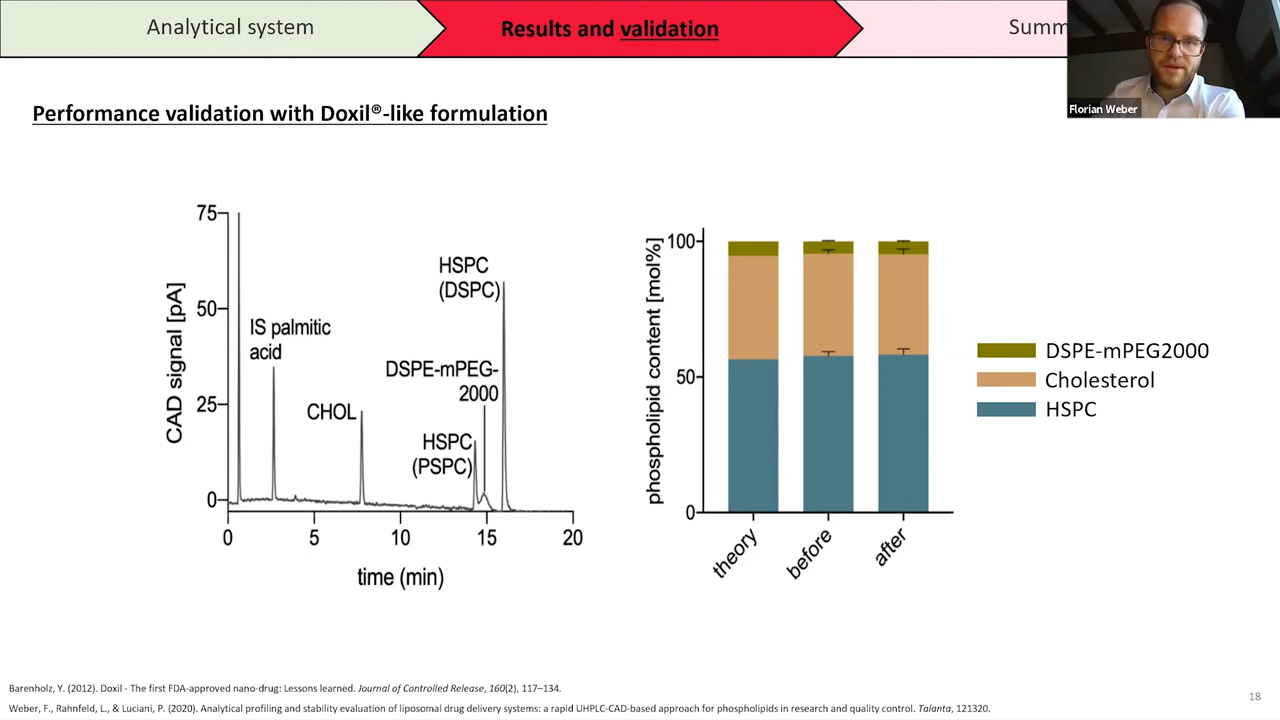 Analytical system
Results and validation
Summ
Florian Weber
Performance validation with Doxil®-like formulation
75
50
25
0
CAD signal [pA]
IS palmitic
acid
CHOL
HSPC
(DSPC)
DSPE-mPEG-
2000
HSPC
(PSPC)
0
5
10
15
20
time (min)
phospholipid content [mol%]
100
50
0
theory
before
after
DSPE-mPEG2000
Cholesterol
HSPC
Barenholz, Y. (2012). Doxil - The first FDA-approved nano-drug: Lessons learned. Journal of Controlled Release, 160(2), 117–134.
Weber, F., Rahnfeld, L., & Luciani, P. (2020). Analytical profiling and stability evaluation of liposomal drug delivery systems: a rapid UHPLC-CAD-based approach for phospholipids in research and quality control. Talanta, 121320.
18